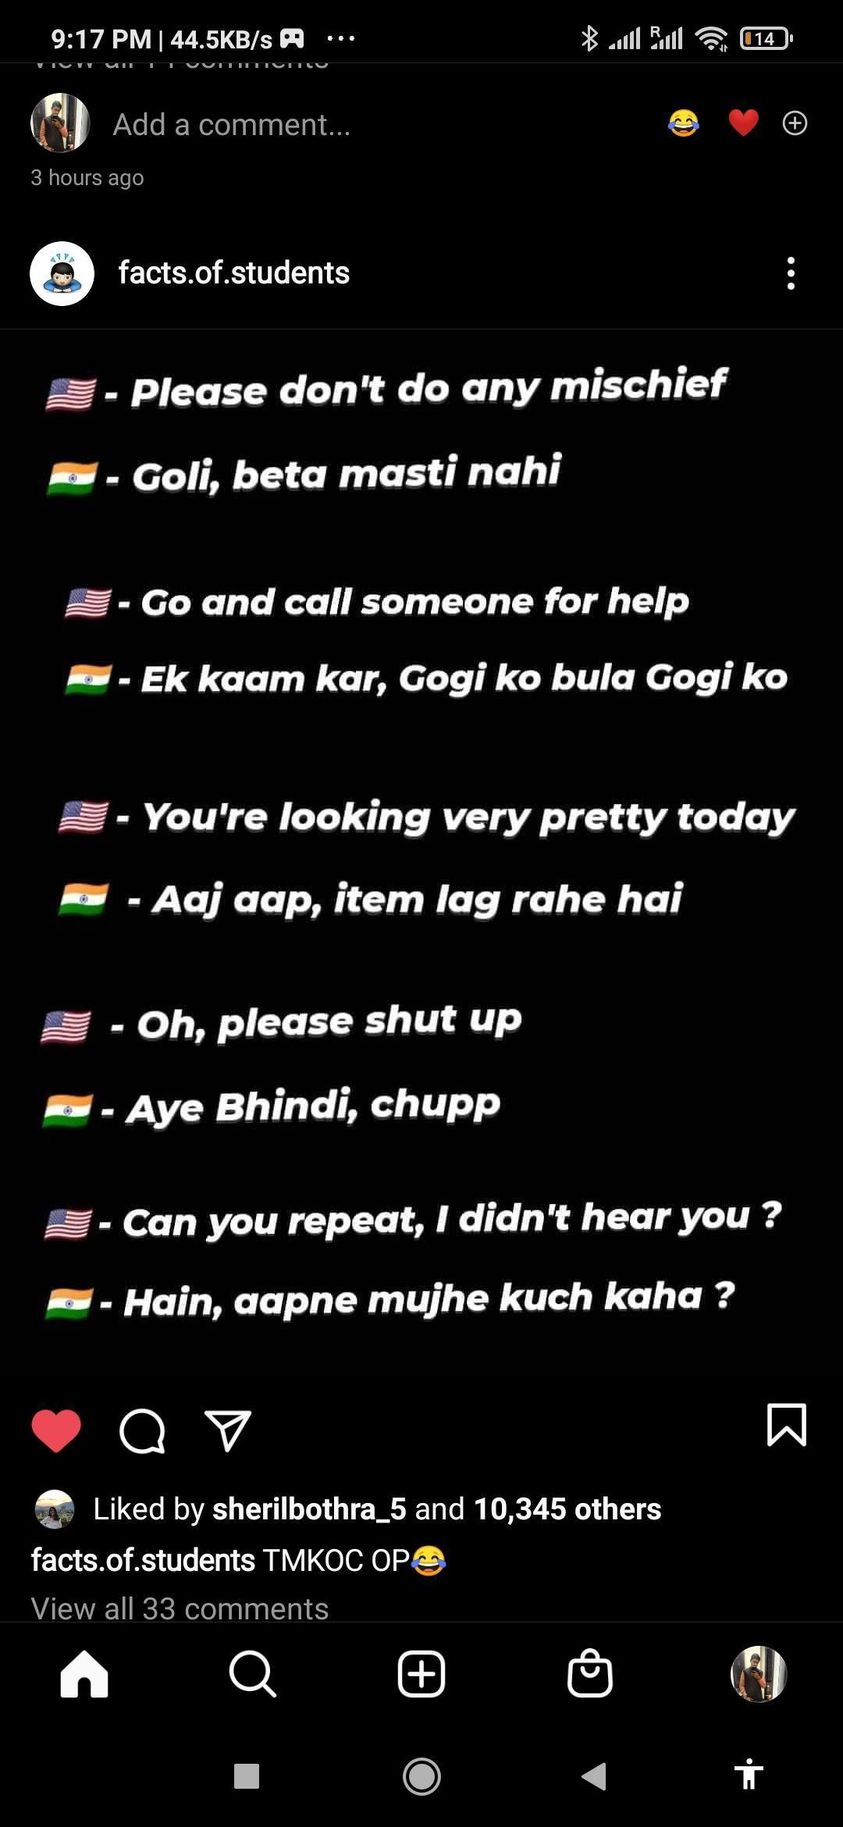 9:17 PM | 44.5KB/s ...
R 14
View all 11 comments
Add a comment...
3 hours ago
facts.of.students
- Please don't do any mischief
- Goli, beta masti nahi
- Go and call someone for help
- Ek kaam kar, Gogi ko bula Gogi ko
- You're looking very pretty today
- Aaj aap, item lag rahe hai
- Oh, please shut up
- Aye Bhindi, chupp
- Can you repeat, I didn't hear you ?
- Hain, aapne mujhe kuch kaha ?
Liked by sherilbothra_5 and 10,345 others
facts.of.students TMKOC OP😂
View all 33 comments